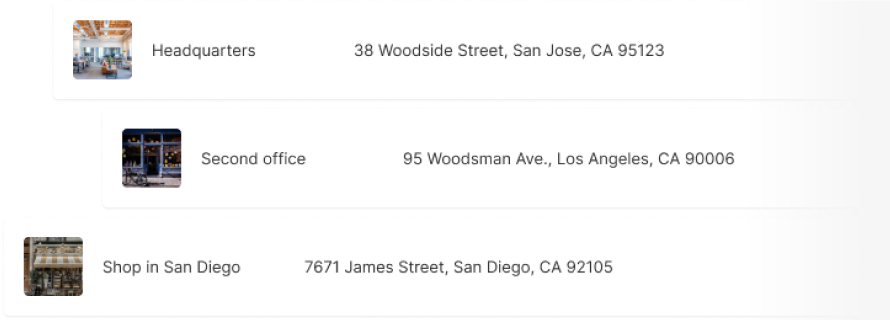 Headquarters 38 Woodside Street, San Jose, CA 95123
Second office 95 Woodsman Ave., Los Angeles, CA 90006
Shop in San Diego 7671 James Street, San Diego, CA 92105